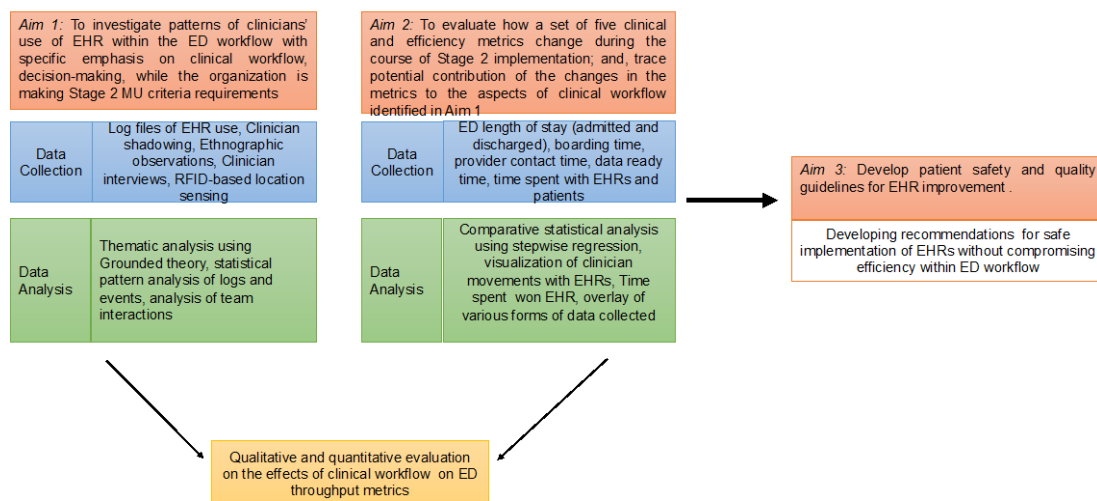 Aim 1: To investigate patterns of clinicians'
use of EHR within the ED workflow with
specific emphasis on clinical workflow,
decision-making, while the organization is
making Stage 2 MU criteria requirements
Data
Collection
Log files of EHR use, Clinician
shadowing, Ethnographic
observations, Clinician
interviews, RFID-based location
sensing
Data
Analysis
Thematic analysis using
Grounded theory, statistical
pattern analysis of logs and
events, analysis of team
interactions
Aim 2: To evaluate how a set of five clinical
and efficiency metrics change during the
course of Stage 2 implementation; and, trace
potential contribution of the changes in the
metrics to the aspects of clinical workflow
identified in Aim 1
Data
Collection
ED length of stay (admitted and
discharged), boarding time,
provider contact time, data ready
time, time spent with EHRs and
patients
Data
Analysis
Comparative statistical analysis
using stepwise regression,
visualization of clinician
movements with EHRs, Time
spent won EHR, overlay of
various forms of data collected
Aim 3: Develop patient safety and quality
guidelines for EHR improvement .
Developing recommendations for safe
implementation of EHRs without compromising
efficiency within ED workflow
Qualitative and quantitative evaluation
on the effects of clinical workflow on ED
throughput metrics